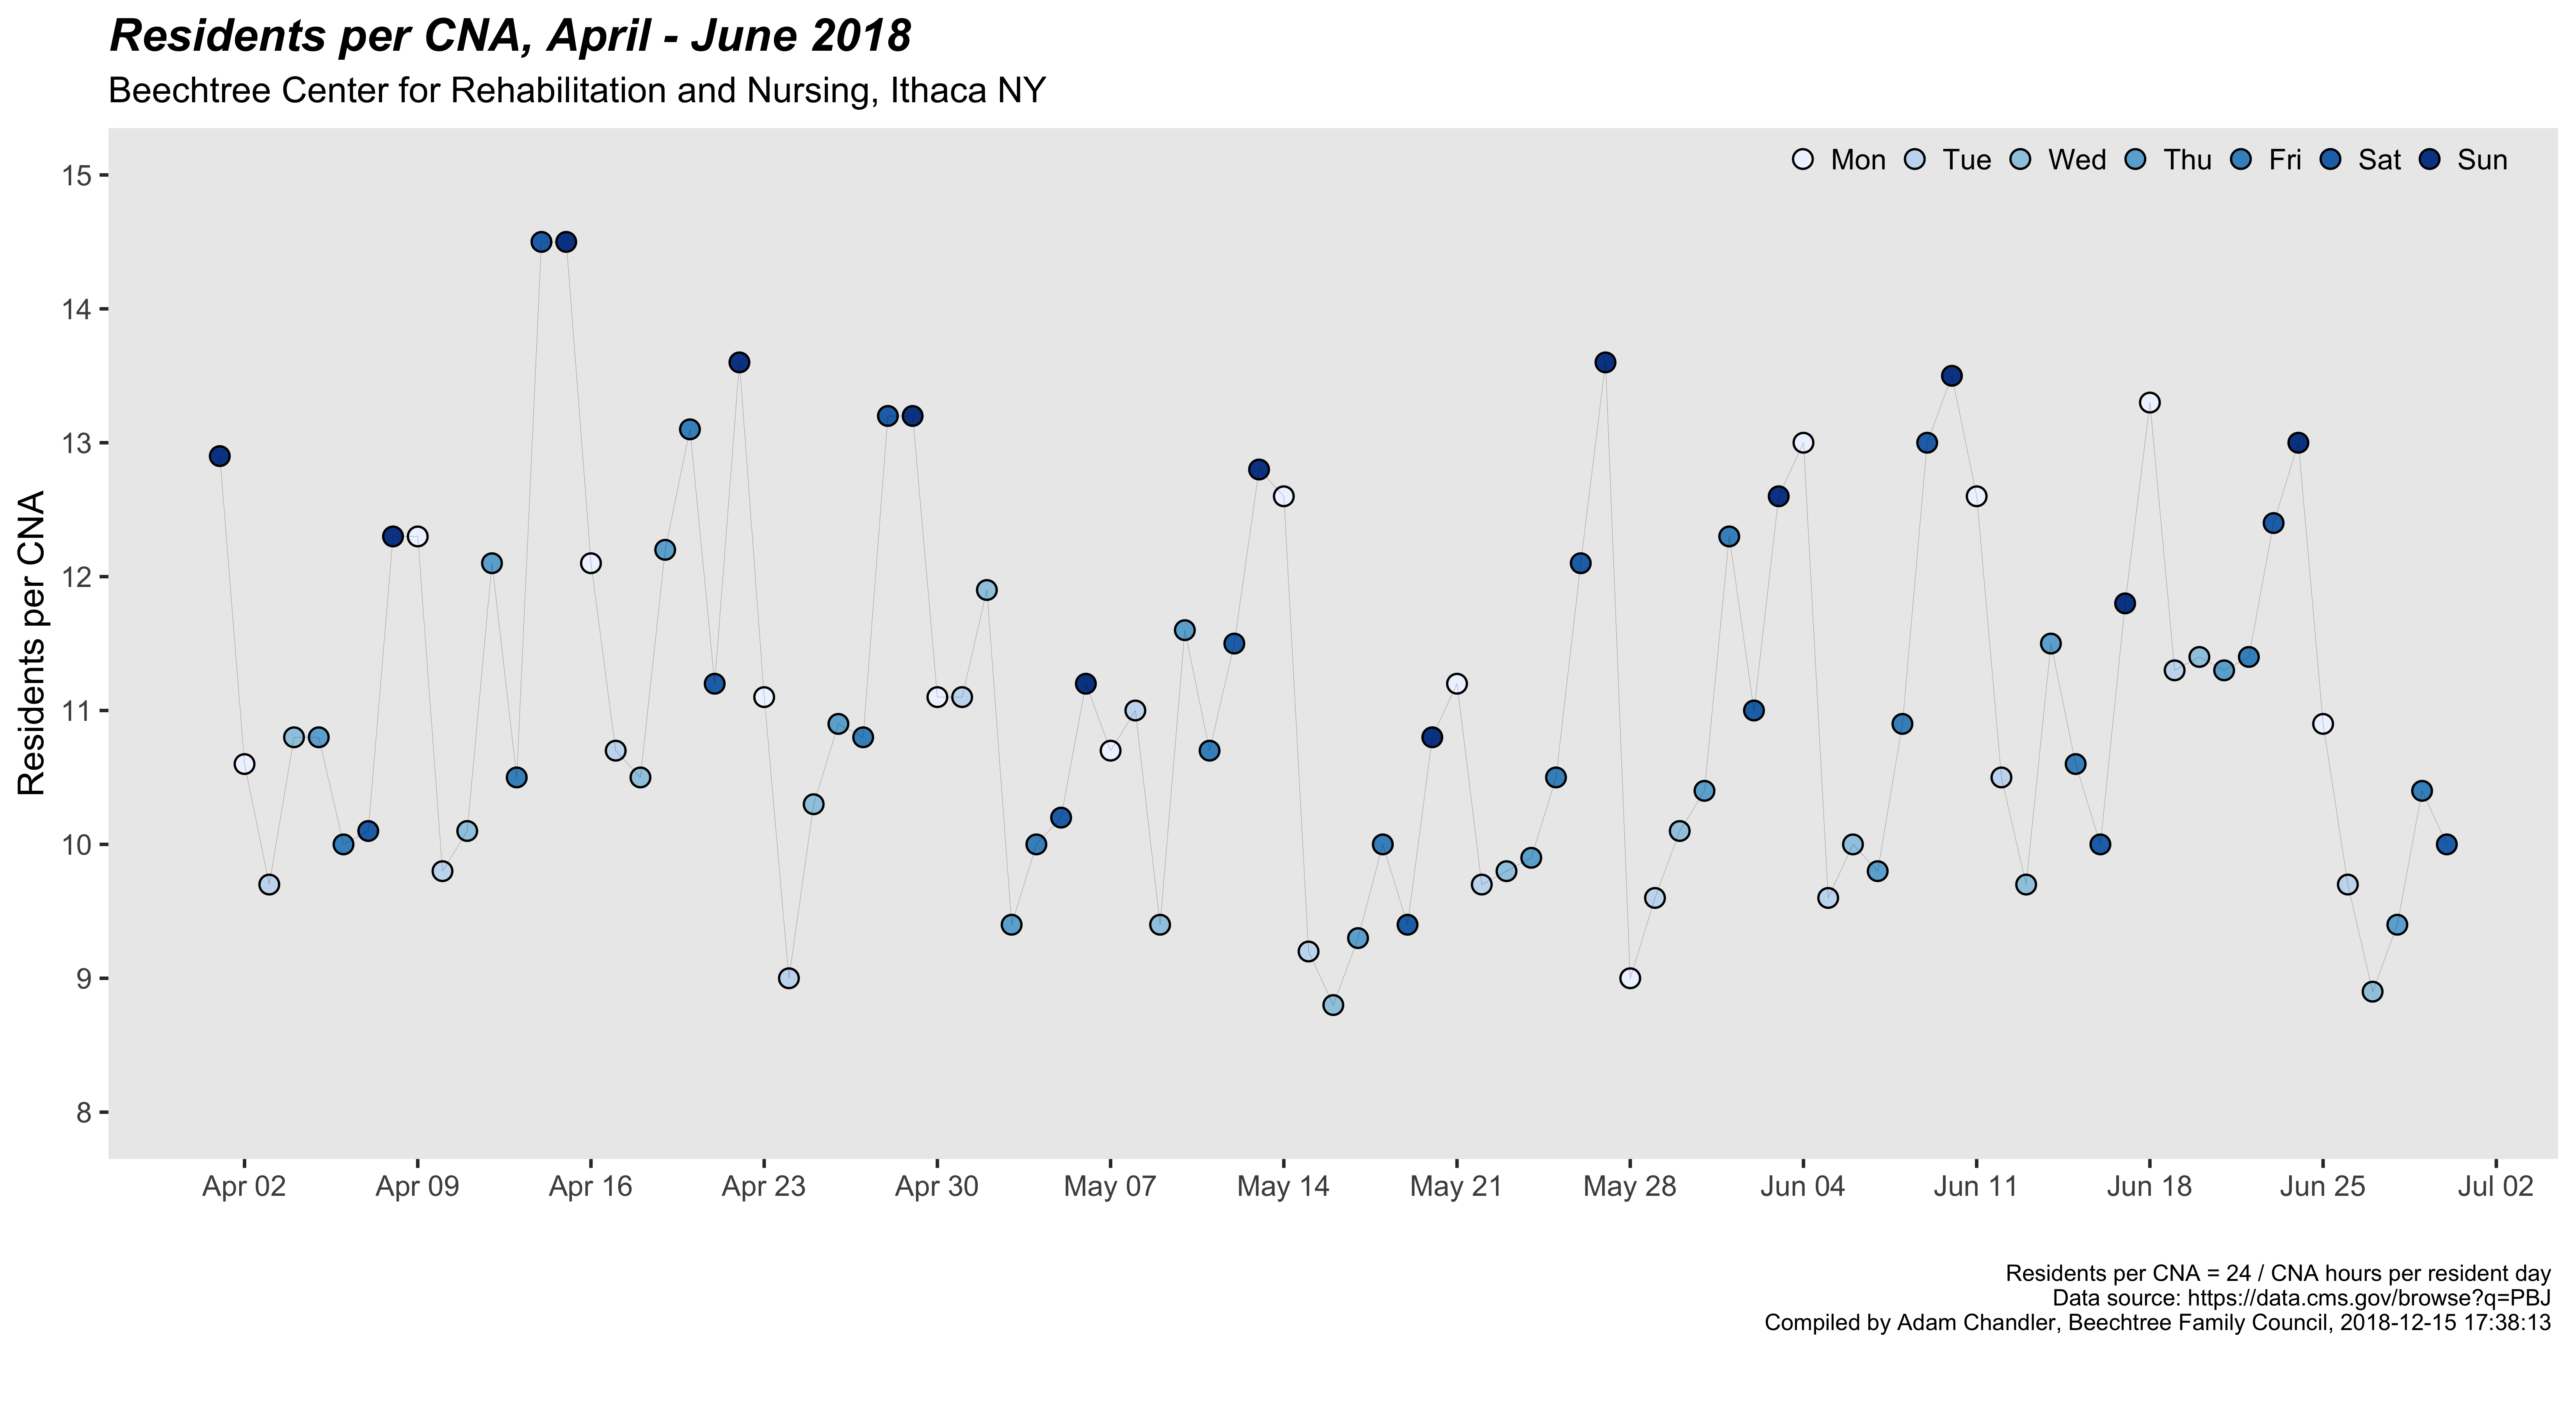 Residents per CNA, April - June 2018
Beechtree Center for Rehabilitation and Nursing, Ithaca NY
Mon Tue Wed Thu Fri Sat Sun
Residents per CNA
15
14
13
12
11
10
9
8
Apr 02 Apr 09 Apr 16 Apr 23 Apr 30 May 07 May 14 May 21 May 28 Jun 04 Jun 11 Jun 18 Jun 25 Jul 02
Residents per CNA = 24 / CNA hours per resident day
Data source: https://data.cms.gov/browse?q=PBJ
Compiled by Adam Chandler, Beechtree Family Council, 2018-12-15 17:38:13